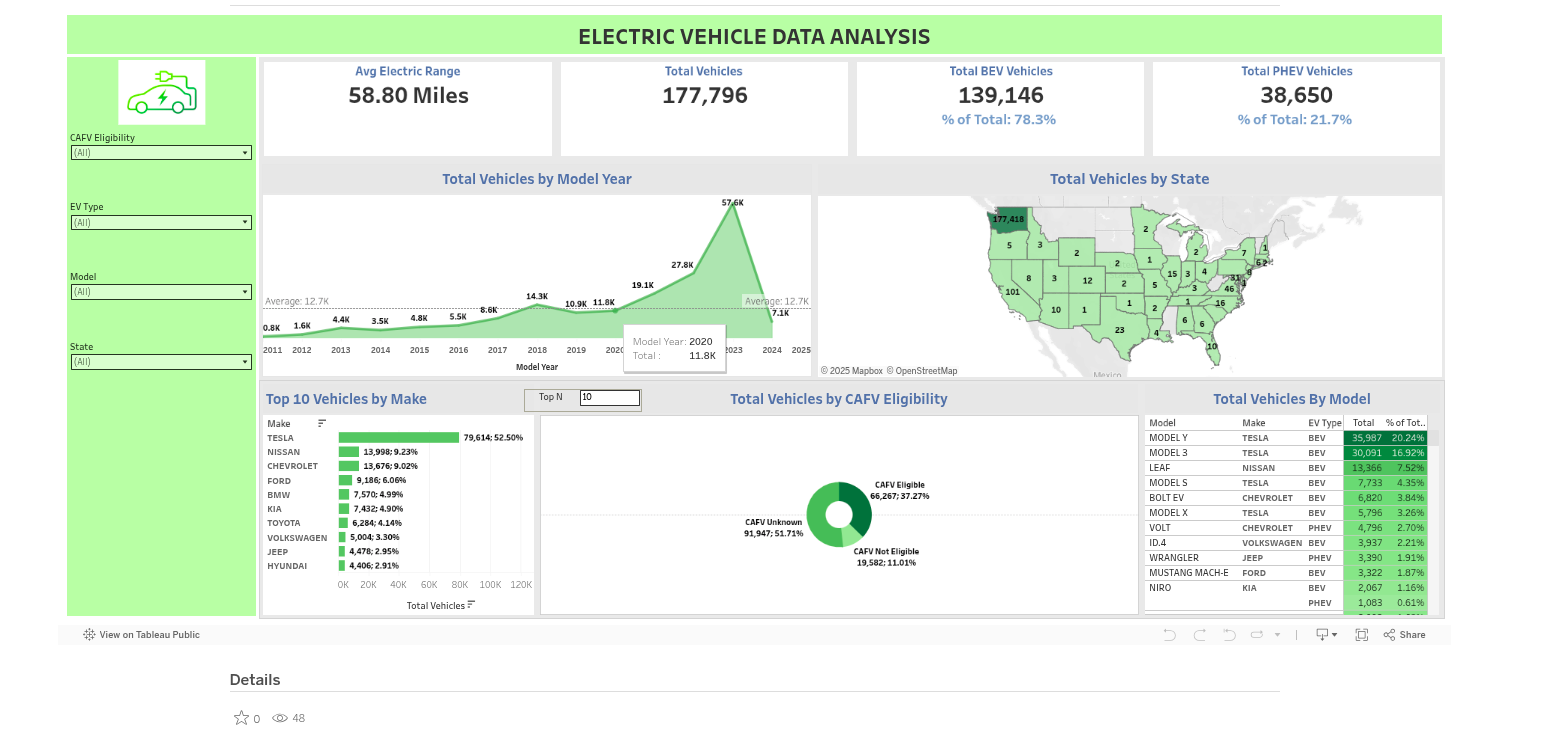 ELECTRIC VEHICLE DATA ANALYSIS
CAFV Eligibility
(All)
EV Type
(All)
Model
(All)
State
(All)
Avg Electric Range
58.80 Miles
Total Vehicles
177,796
Total BEV Vehicles
139,146
% of Total: 78.3%
Total PHEV Vehicles
38,650
% of Total: 21.7%
Total Vehicles by Model Year
57.6K
27.8K
19.1K
14.3K
10.9K 11.8K
8.6K
7.1K
0.8K 1.6K 4.4K 3.5K 4.8K 5.5K
Average: 12.7K
Average: 12.7K
2011 2012 2013 2014 2015 2016 2017 2018 2019 2020 2023 2024 2025
Model Year
Model Year: 2020
Total : 11.8K
Total Vehicles by State
177,418
2
1
5 3 2 2 7
2 1 2 15 3 4 6 2
8 3 12 2 5 3 8
101 46
10 1 1 2 1 16
23 4 6 6
10
© 2025 Mapbox © OpenStreetMap
Mexico
Top 10 Vehicles by Make
Top N 10
Make
TESLA 79,614; 52.50%
NISSAN 13,998; 9.23%
CHEVROLET 13,676; 9.02%
FORD 9,186; 6.06%
BMW 7,570; 4.99%
KIA 7,432; 4.90%
TOYOTA 6,284; 4.14%
VOLKSWAGEN 5,004; 3.30%
JEEP 4,478; 2.95%
HYUNDAI 4,406; 2.91%
0K 20K 40K 60K 80K 100K 120K
Total Vehicles
Total Vehicles by CAFV Eligibility
CAFV Eligible
66,267; 37.27%
CAFV Unknown
91,947; 51.71%
CAFV Not Eligible
19,582; 11.01%
Total Vehicles By Model
Model Make EV Type Total % of Tot..
MODEL Y TESLA BEV 35,987 20.24%
MODEL 3 TESLA BEV 30,091 16.92%
LEAF NISSAN BEV 13,366 7.52%
MODEL S TESLA BEV 7,733 4.35%
BOLT EV CHEVROLET BEV 6,820 3.84%
MODEL X TESLA BEV 5,796 3.26%
VOLT CHEVROLET PHEV 4,796 2.70%
ID.4 VOLKSWAGEN BEV 3,937 2.21%
WRANGLER JEEP PHEV 3,390 1.91%
MUSTANG MACH-E FORD BEV 3,322 1.87%
NIRO KIA BEV 2,067 1.16%
PHEV 1,083 0.61%
View on Tableau Public
Share
Details
0 48